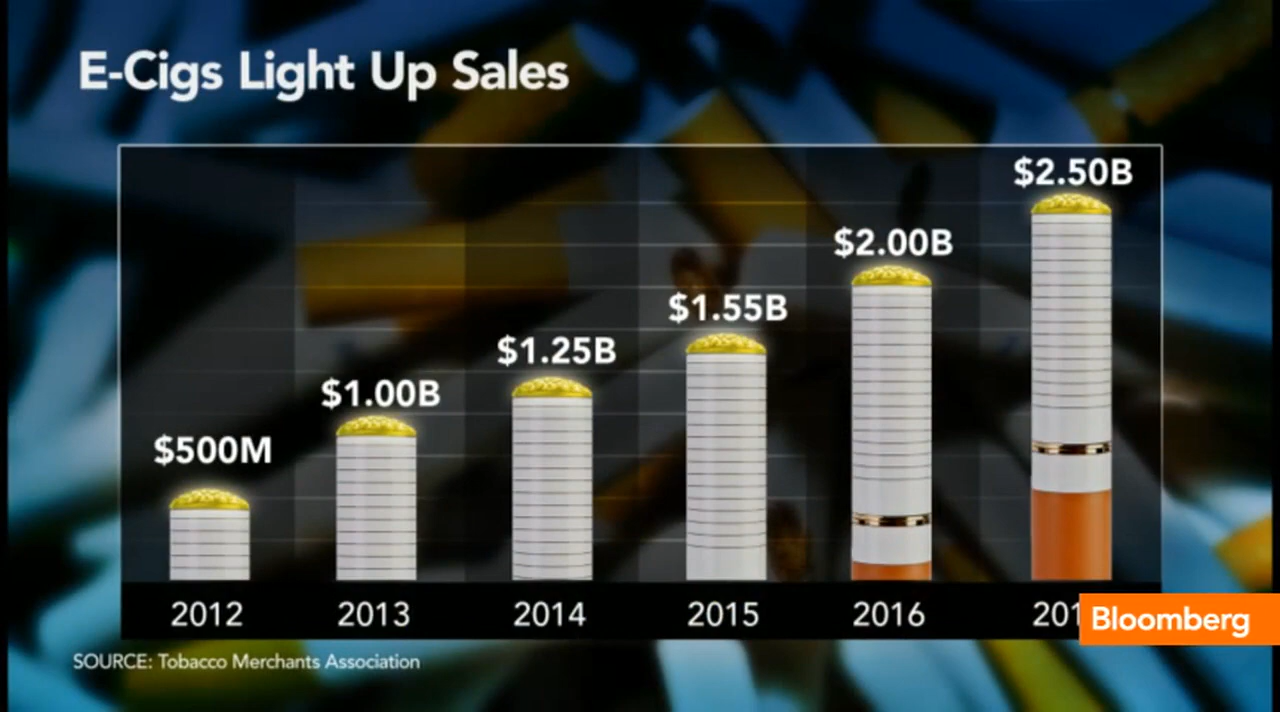 E-Cigs Light Up Sales
$2.50B
$2.00B
$1.55B
$1.25B
$1.00B
$500M
2012 2013 2014 2015 2016
Bloomberg
SOURCE: Tobacco Merchants Association